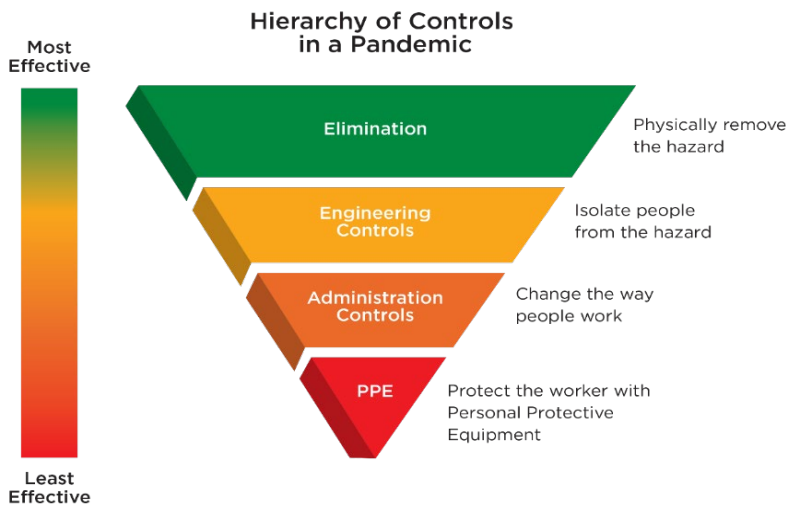 Hierarchy of Controls
in a Pandemic
Most
Effective
Elimination
Physically remove
the hazard
Engineering
Controls
Isolate people
from the hazard
Administration
Controls
Change the way
people work
PPE
Protect the worker with
Personal Protective
Equipment
Least
Effective